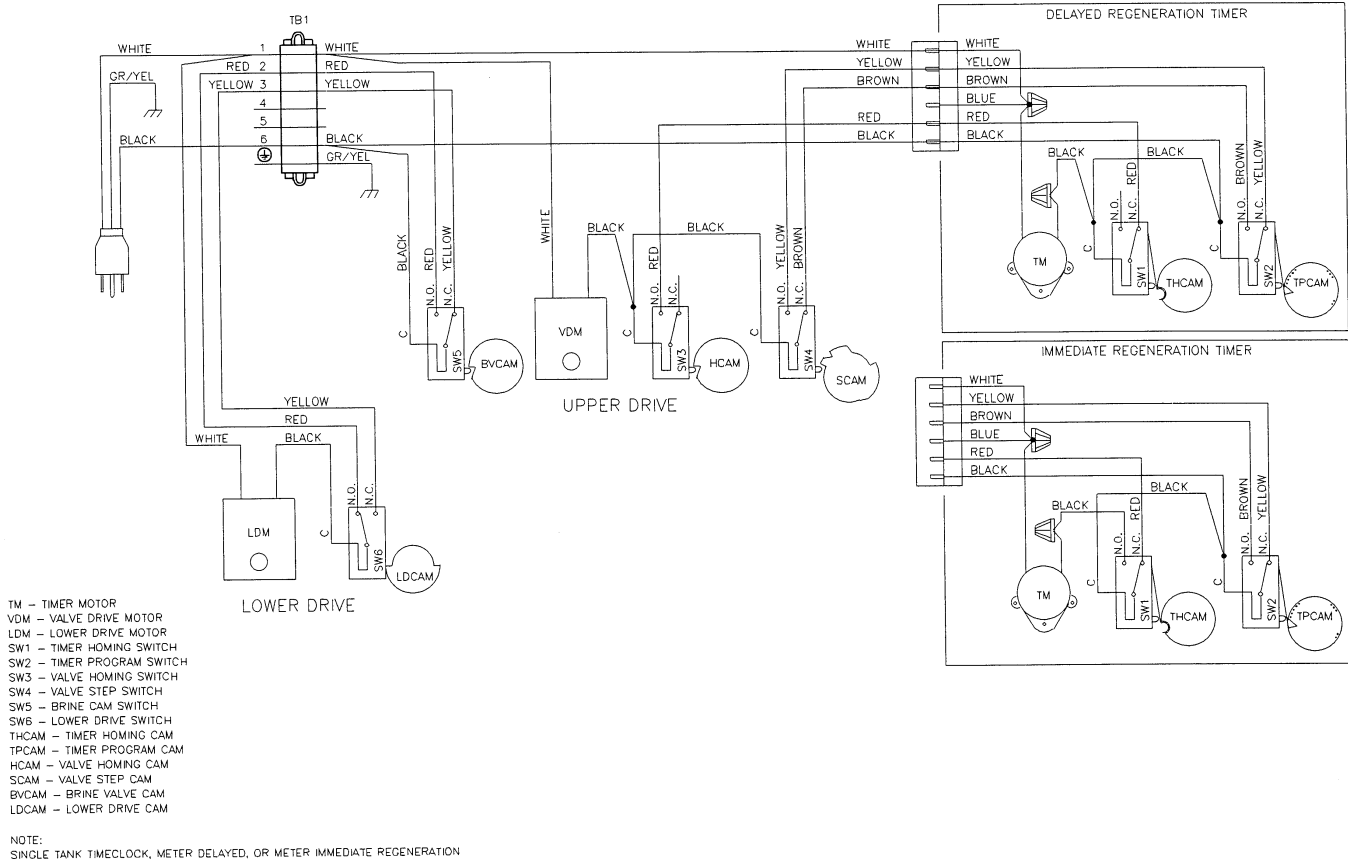 TB1
WHITE
GR/YEL
BLACK
1
RED 2
YELLOW 3
4
5
6
WHITE
RED
YELLOW
BLACK
GR/YEL
WHITE
YELLOW
BROWN
RED
BLACK
DELAYED REGENERATION TIMER
WHITE
YELLOW
BROWN
BLUE
RED
BLACK
BLACK
BLACK
RED
BROWN
YELLOW
N.O.
N.C.
N.O.
N.C.
C
C
TM
SW1
THCAM
SW2
TPCAM
BLACK
RED
YELLOW
N.O.
N.C.
C
SW5
BVCAM
WHITE
BLACK
BLACK
RED
YELLOW
BROWN
N.O.
N.C.
N.O.
N.C.
C
C
VDM
SW3
HCAM
SW4
SCAM
UPPER DRIVE
IMMEDIATE REGENERATION TIMER
WHITE
YELLOW
BROWN
BLUE
RED
BLACK
BLACK
BLACK
RED
BROWN
YELLOW
N.O.
N.C.
N.O.
N.C.
C
C
TM
SW1
THCAM
SW2
TPCAM
YELLOW
RED
WHITE
BLACK
N.O.
N.C.
C
LDM
SW6
LDCAM
LOWER DRIVE
TM – TIMER MOTOR
VDM – VALVE DRIVE MOTOR
LDM – LOWER DRIVE MOTOR
SW1 – TIMER HOMING SWITCH
SW2 – TIMER PROGRAM SWITCH
SW3 – VALVE HOMING SWITCH
SW4 – VALVE STEP SWITCH
SW5 – BRINE CAM SWITCH
SW6 – LOWER DRIVE SWITCH
THCAM – TIMER HOMING CAM
TPCAM – TIMER PROGRAM CAM
HCAM – VALVE HOMING CAM
SCAM – VALVE STEP CAM
BVCAM – BRINE VALVE CAM
LDCAM – LOWER DRIVE CAM
NOTE:
SINGLE TANK TIMECLOCK, METER DELAYED, OR METER IMMEDIATE REGENERATION